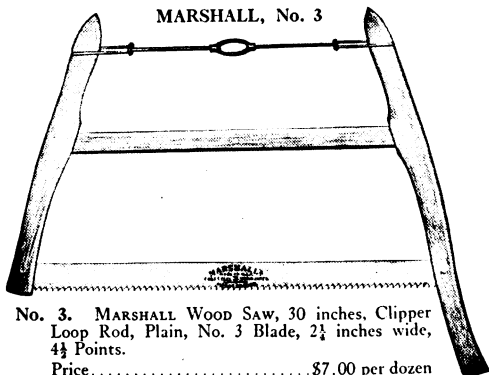 MARSHALL, No. 3
MARSHALL'S
No. 3. MARSHALL WOOD SAW, 30 inches, Clipper
Loop Rod, Plain, No. 3 Blade, 2¼ inches wide,
4½ Points.
Price..........................$7.00 per dozen